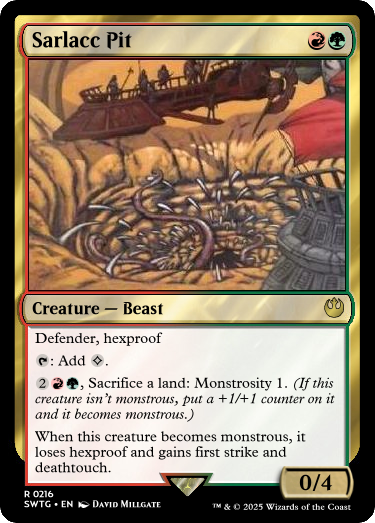 Sarlacc Pit
Creature — Beast
Defender, hexproof
: Add .
2, Sacrifice a land: Monstrosity 1. (If this
creature isn't monstrous, put a +1/+1 counter on
it and it becomes monstrous.)
When this creature becomes monstrous, it
loses hexproof and gains first strike and
deathtouch.
0/4
R 0216
SWTG • EN DAVID MILLGATE
™ & © 2025 Wizards of the Coast